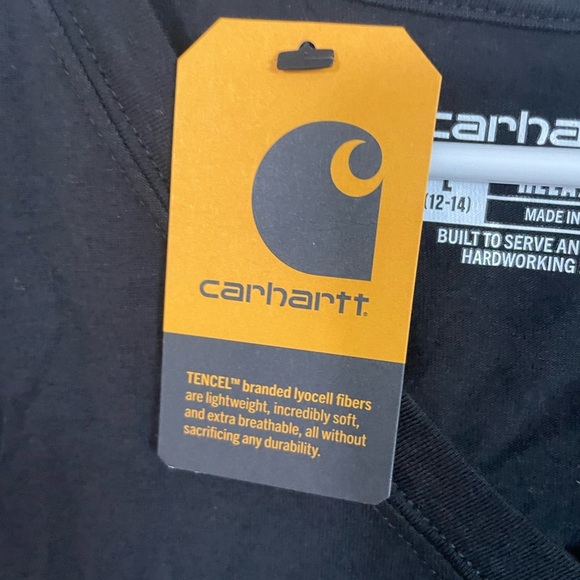 carhartt
TENCEL™ branded lyocell fibers
are lightweight, incredibly soft,
and extra breathable, all without
sacrificing any durability.
carha
L
(12-14)
MADE IN
BUILT TO SERVE AN
HARDWORKING